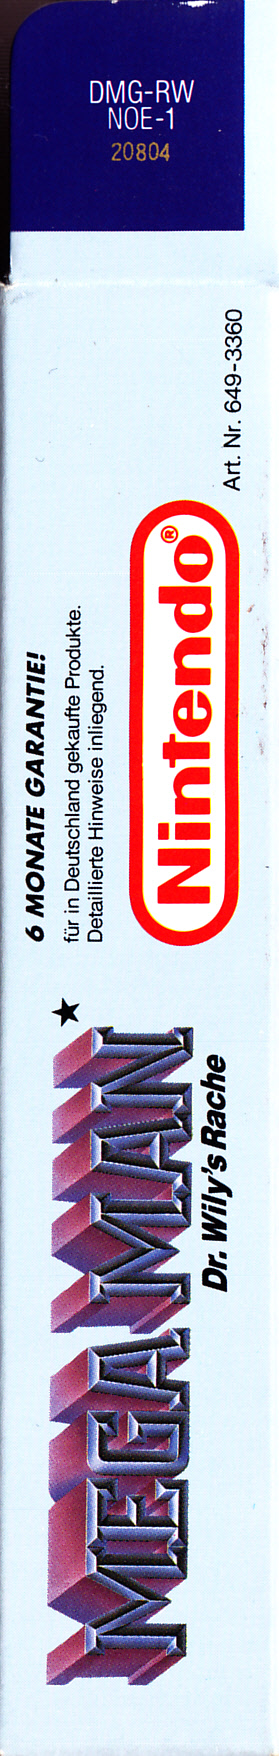 DMG-RW
NOE-1
20804
MEGA MAN ★
Dr. Wily's Rache
6 MONATE GARANTIE!
für in Deutschland gekaufte Produkte.
Detaillierte Hinweise inliegend.
Nintendo®
Art. Nr. 649-3360